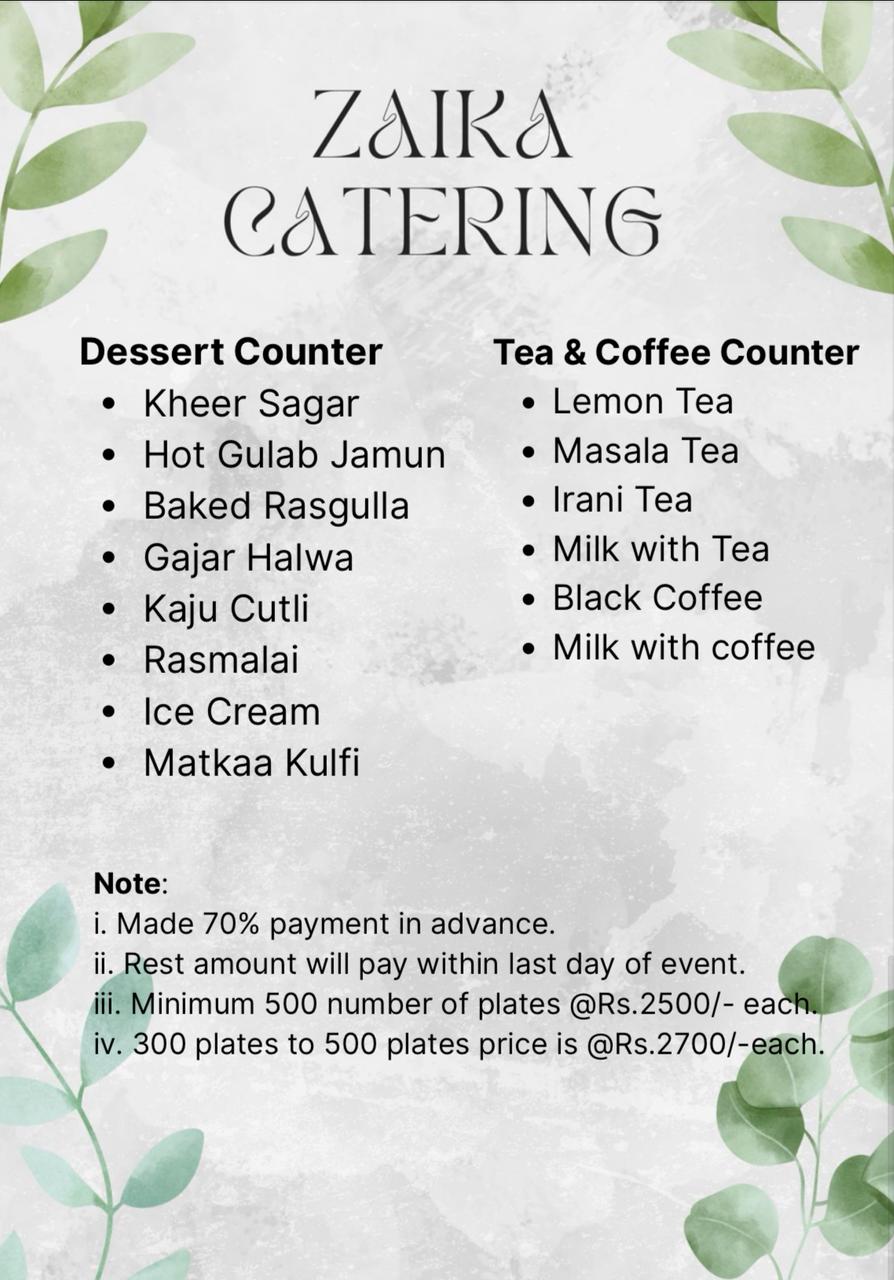 ZAIKA
CATERING
Dessert Counter
• Kheer Sagar
• Hot Gulab Jamun
• Baked Rasgulla
• Gajar Halwa
• Kaju Cutli
• Rasmalai
• Ice Cream
• Matkaa Kulfi
Tea & Coffee Counter
• Lemon Tea
• Masala Tea
• Irani Tea
• Milk with Tea
• Black Coffee
• Milk with coffee
Note:
i. Made 70% payment in advance.
ii. Rest amount will pay within last day of event.
iii. Minimum 500 number of plates @Rs.2500/- each.
iv. 300 plates to 500 plates price is @Rs.2700/-each.